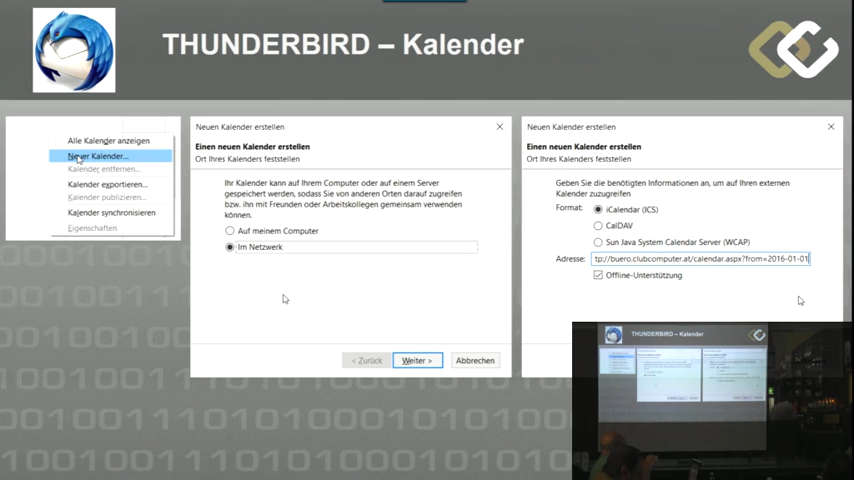 THUNDERBIRD – Kalender
Alle Kalender anzeigen
Neuer Kalender...
Kalender entfernen...
Kalender exportieren...
Kalender publizieren...
Kalender synchronisieren
Eigenschaften
Neuen Kalender erstellen
Einen neuen Kalender erstellen
Ort Ihres Kalenders feststellen
Ihr Kalender kann auf Ihrem Computer oder auf einem Server
gespeichert werden, sodass Sie von anderen Orten darauf zugreifen
bzw. ihn mit Freunden oder Arbeitskollegen gemeinsam verwenden
können.
Auf meinem Computer
Im Netzwerk
< Zurück
Weiter >
Abbrechen
Neuen Kalender erstellen
Einen neuen Kalender erstellen
Ort Ihres Kalenders feststellen
Geben Sie die benötigten Informationen an, um auf Ihren externen
Kalender zuzugreifen
Format:
iCalendar (ICS)
CalDAV
Sun Java System Calendar Server (WCAP)
Adresse:
tp://buero.clubcomputer.at/calendar.aspx?from=2016-01-01
Offline-Unterstützung
THUNDERBIRD – Kalender